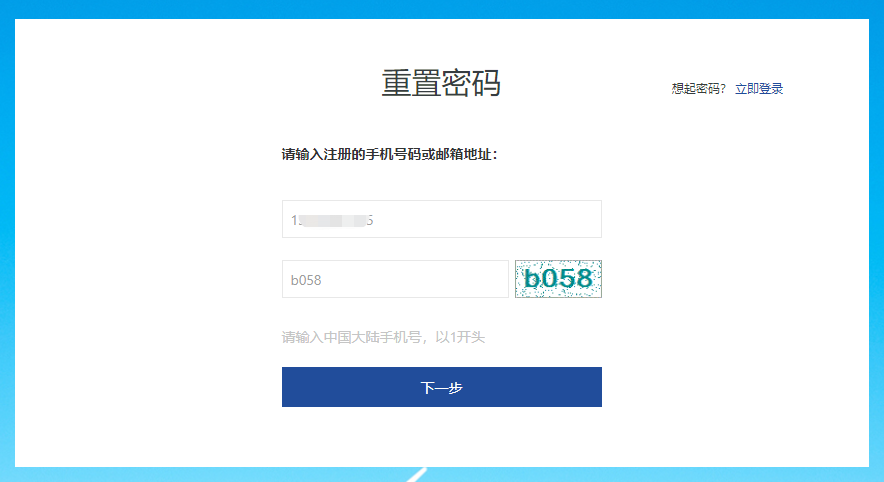 重置密码
想起密码? 立即登录
请输入注册的手机号码或邮箱地址:
b058
b058
请输入中国大陆手机号，以1开头
下一步